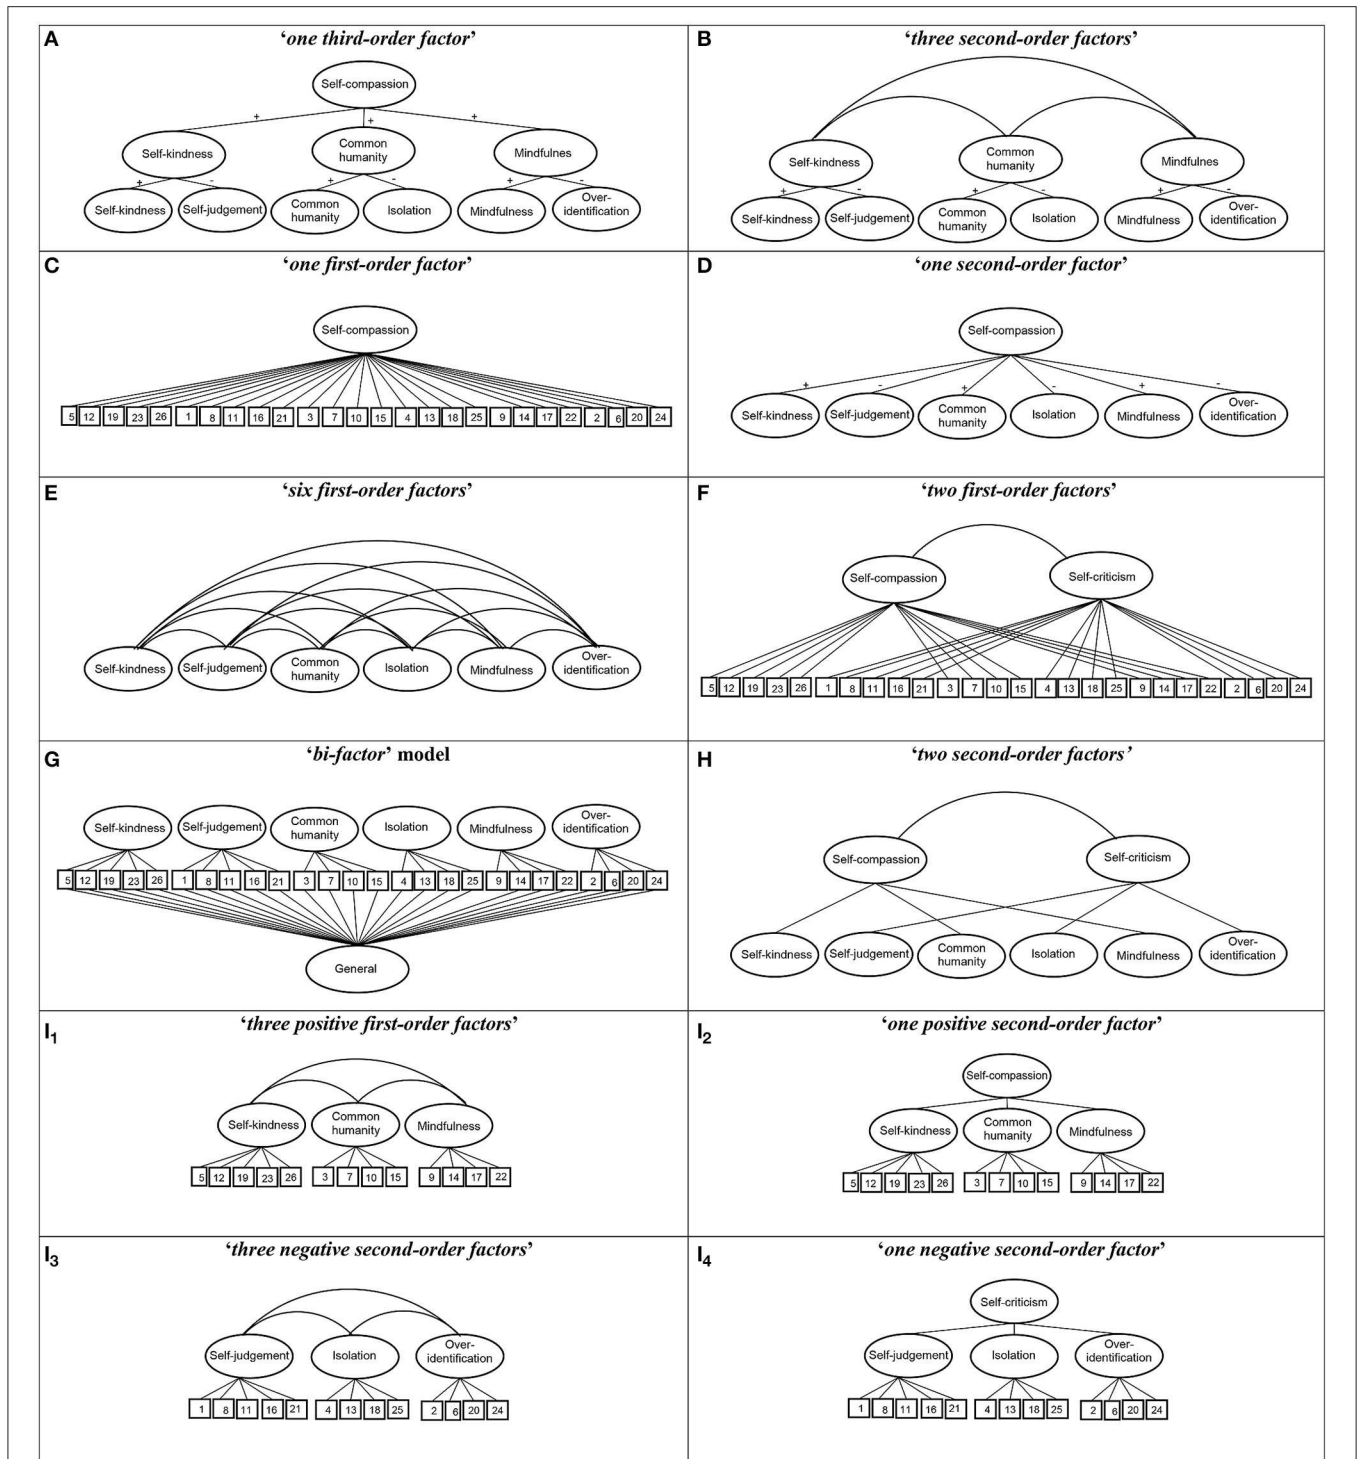 A
'one third-order factor'
Self-compassion
+
+
+
Self-kindness
Common
humanity
Mindfulnes
+
-
+
-
+
-
Self-kindness
Self-judgement
Common
humanity
Isolation
Mindfulness
Over-
identification
B
'three second-order factors'
Self-kindness
Common
humanity
Mindfulnes
+
-
+
-
+
-
Self-kindness
Self-judgement
Common
humanity
Isolation
Mindfulness
Over-
identification
C
'one first-order factor'
Self-compassion
5 12 19 23 26 1 8 11 16 21 3 7 10 15 4 13 18 25 9 14 17 22 2 6 20 24
D
'one second-order factor'
Self-compassion
+
-
+
-
+
-
Self-kindness
Self-judgement
Common
humanity
Isolation
Mindfulness
Over-
identification
E
'six first-order factors'
Self-kindness
Self-judgement
Common
humanity
Isolation
Mindfulness
Over-
identification
F
'two first-order factors'
Self-compassion
Self-criticism
5 12 19 23 26 1 8 11 16 21 3 7 10 15 4 13 18 25 9 14 17 22 2 6 20 24
G
'bi-factor' model
Self-kindness
Self-judgement
Common
humanity
Isolation
Mindfulness
Over-
identification
5 12 19 23 26 1 8 11 16 21 3 7 10 15 4 13 18 25 9 14 17 22 2 6 20 24
General
H
'two second-order factors'
Self-compassion
Self-criticism
Self-kindness
Self-judgement
Common
humanity
Isolation
Mindfulness
Over-
identification
I1
'three positive first-order factors'
Self-kindness
Common
humanity
Mindfulness
5 12 19 23 26 3 7 10 15 9 14 17 22
I2
'one positive second-order factor'
Self-compassion
Self-kindness
Common
humanity
Mindfulness
5 12 19 23 26 3 7 10 15 9 14 17 22
I3
'three negative second-order factors'
Self-judgement
Isolation
Over-
identification
1 8 11 16 21 4 13 18 25 2 6 20 24
I4
'one negative second-order factor'
Self-criticism
Self-judgement
Isolation
Over-
identification
1 8 11 16 21 4 13 18 25 2 6 20 24